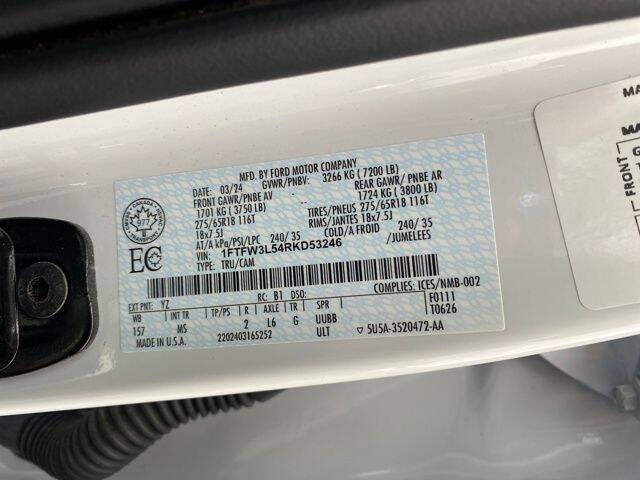 MFD. BY FORD MOTOR COMPANY
03/24 GVWR/PNBV: 3266 KG ( 7200 LB)
FRONT GAWR/PNBE AV REAR GAWR/ PNBE AR
1701 KG ( 3750 LB) 1724 KG ( 3800 LB)
275/65R18 116T TIRES/PNEUS 275/65R18 116T
18x7.5J RIMS/JANTES 18x7.5J
AT/A kPa/PSI/LPC 240/ 35 COLD/A FROID 240/ 35
VIN: 1FTFW3L54RKD53246 /JUMELEES
TYPE: TRU/CAM
EC
EXT PNT: YZ RC: B1 DSO: COMPLIES: ICES/NMB-002
WB INT TR TP/PS R AXLE TR SPR F0111
157 MS 2 L6 G UUBB T0626
MADE IN U.S.A. 2202403165252 ULT 5U5A-3520472-AA
MA
FRONT